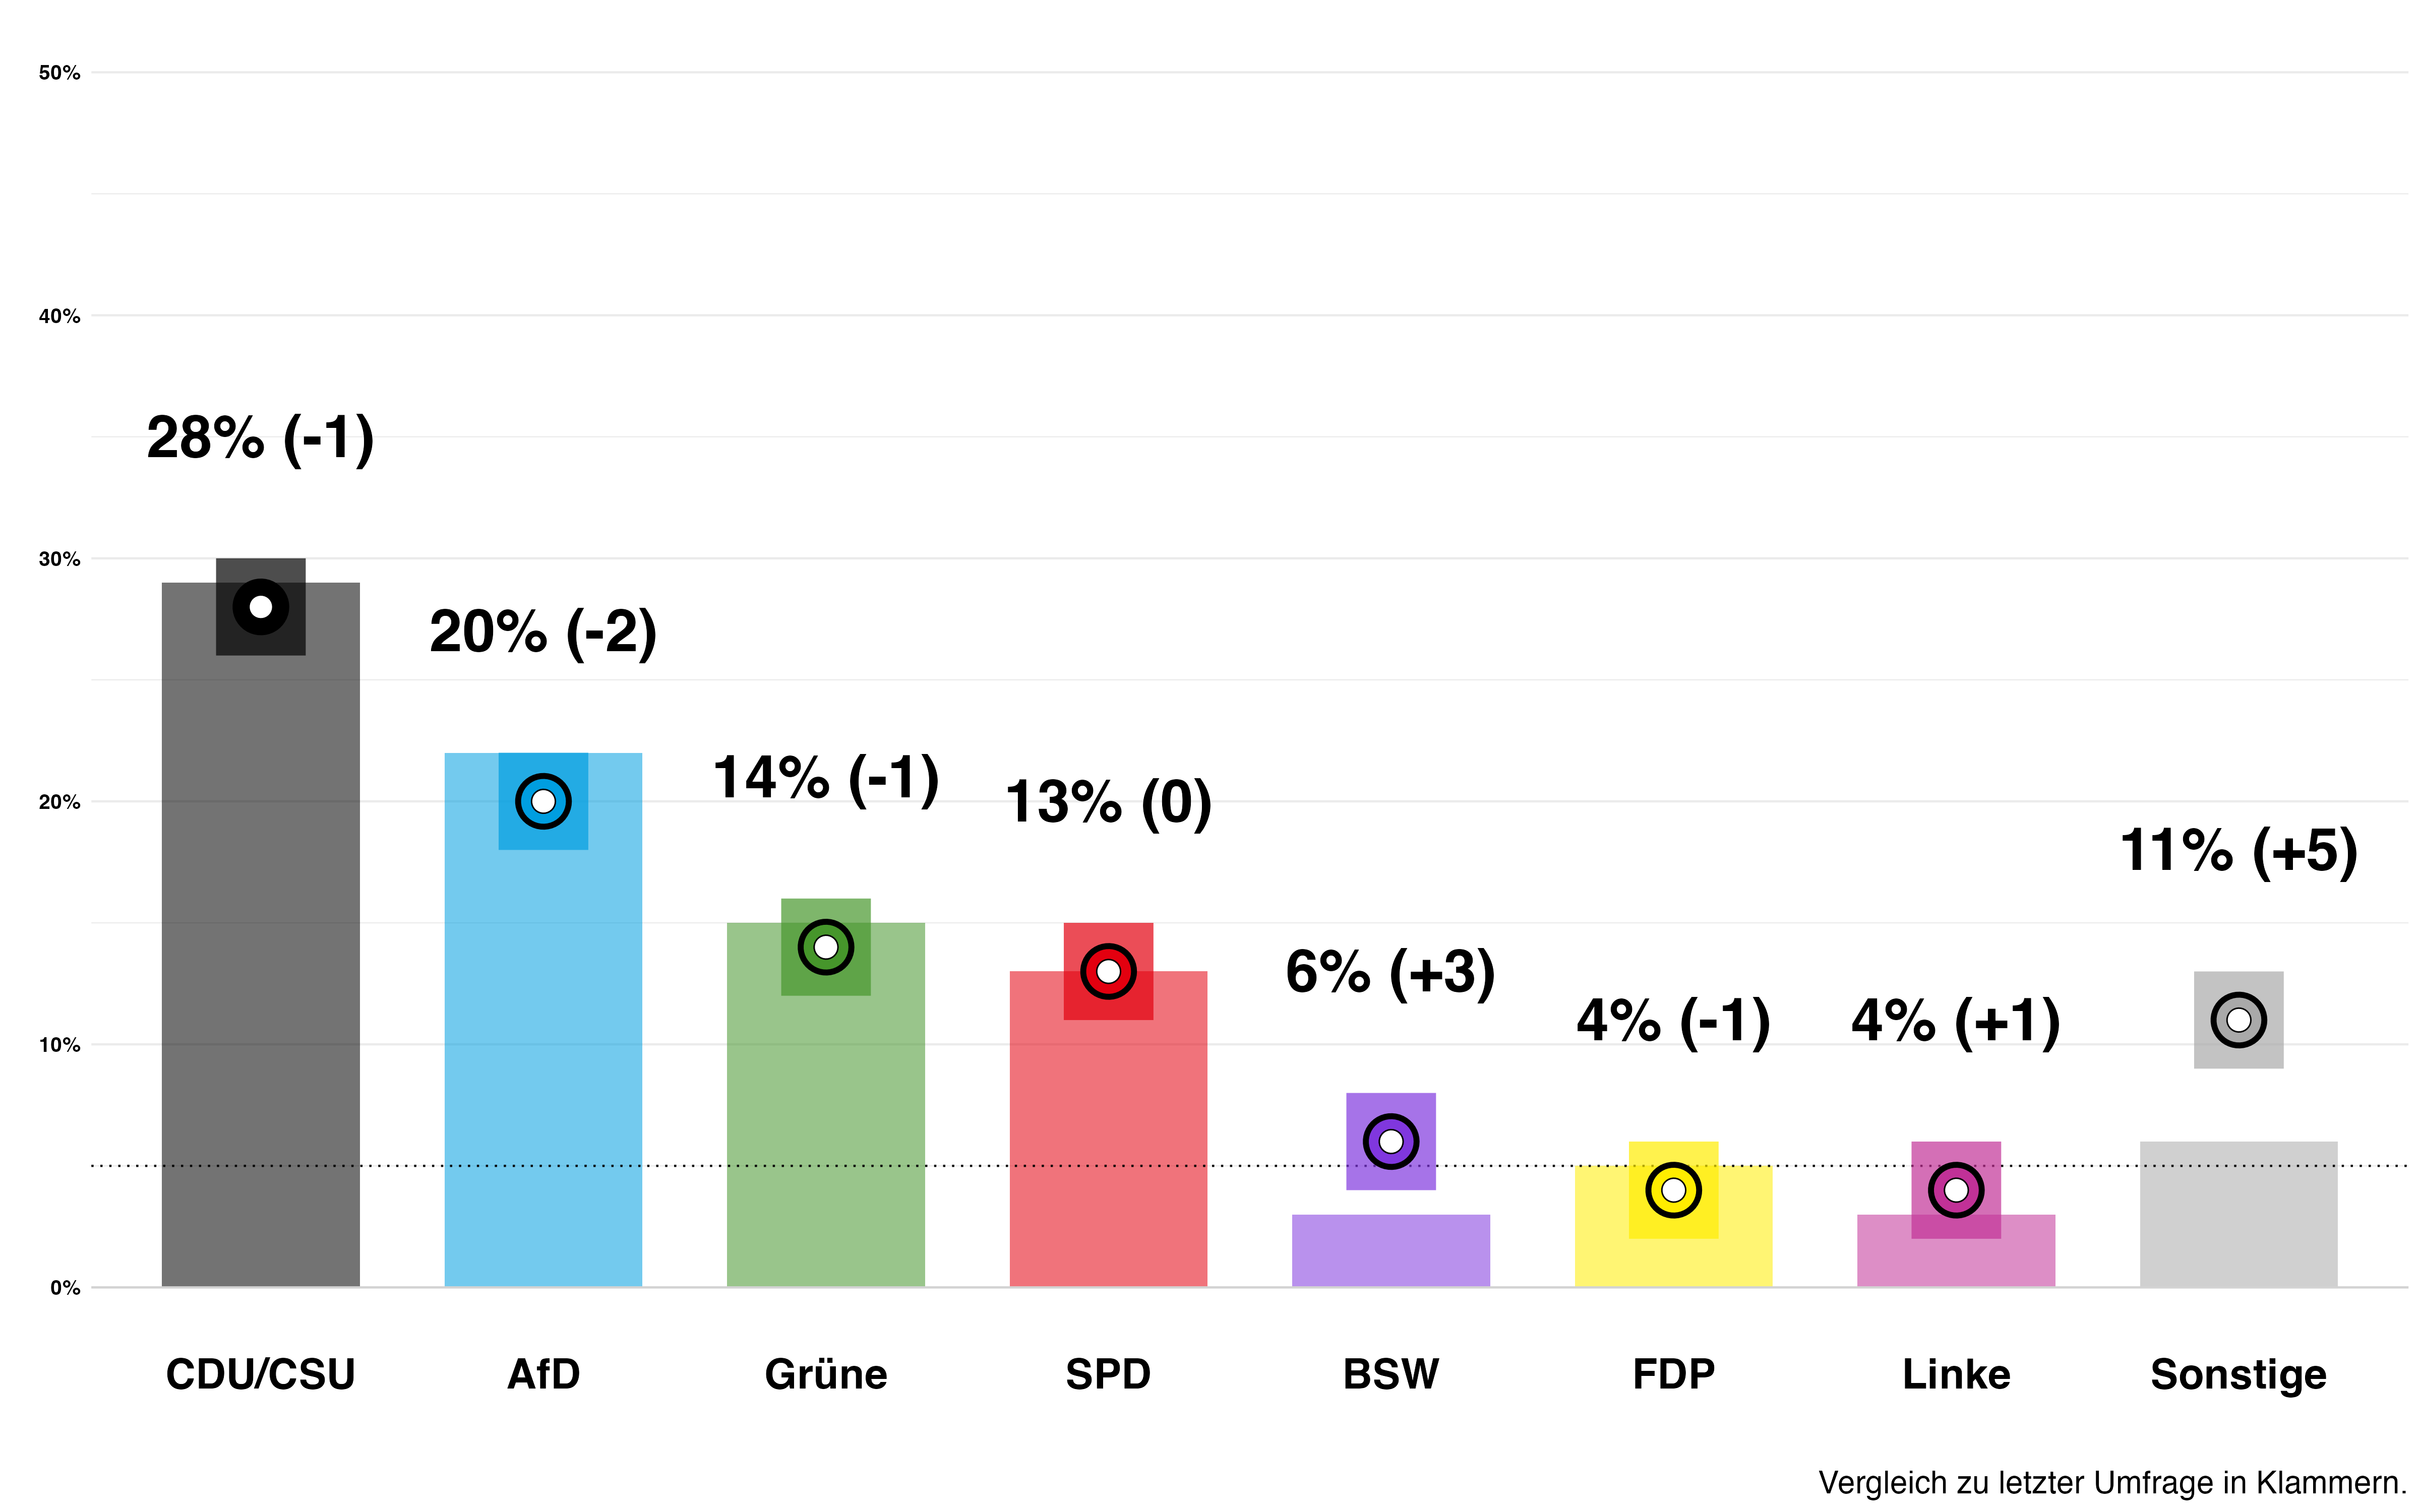 50%
40%
30%
20%
10%
0%
28% (-1)
20% (-2)
14% (-1)
13% (0)
6% (+3)
4% (-1)
4% (+1)
11% (+5)
CDU/CSU
AfD
Grüne
SPD
BSW
FDP
Linke
Sonstige
Vergleich zu letzter Umfrage in Klammern.